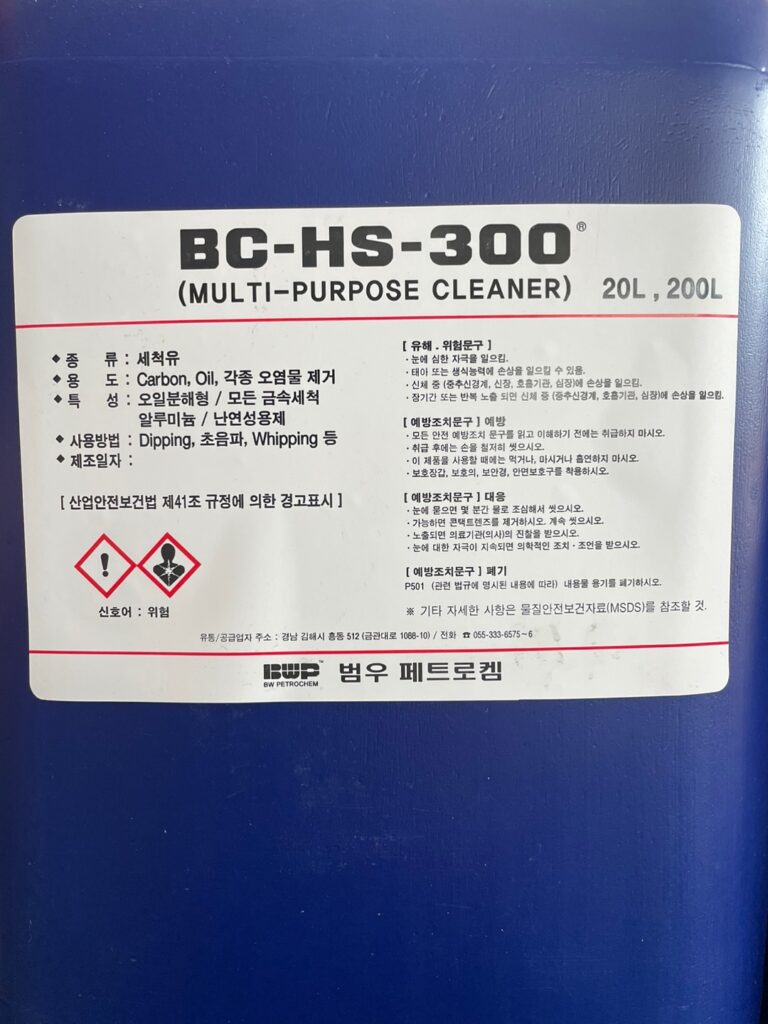 BC-HS-300®
(MULTI-PURPOSE CLEANER) 20L , 200L
◆ 종 류 : 세척유
◆ 용 도 : Carbon, Oil, 각종 오염물 제거
◆ 특 성 : 오일분해형 / 모든 금속세척
알루미늄 / 난연성용제
◆ 사용방법 : Dipping, 초음파, Whipping 등
◆ 제조일자 :
[ 산업안전보건법 제41조 규정에 의한 경고표시 ]
신호어 : 위험
[ 유해 . 위험문구 ]
· 눈에 심한 자극을 일으킴.
· 태아 또는 생식능력에 손상을 일으킬 수 있음.
· 신체 중 (중추신경계, 신장, 호흡기관, 심장)에 손상을 일으킴.
· 장기간 또는 반복 노출 되면 신체 중 (중추신경계, 호흡기관, 심장)에 손상을 일으킴.
[ 예방조치문구 ] 예방
· 모든 안전 예방조치 문구를 읽고 이해하기 전에는 취급하지 마시오.
· 취급 후에는 손을 철저히 씻으시오.
· 이 제품을 사용할 때에는 먹거나, 마시거나 흡연하지 마시오.
· 보호장갑, 보호의, 보안경, 안면보호구를 착용하시오.
[ 예방조치문구 ] 대응
· 눈에 묻으면 몇 분간 물로 조심해서 씻으시오.
· 가능하면 콘택트렌즈를 제거하시오. 계속 씻으시오.
· 노출되면 의료기관(의사)의 진찰을 받으시오.
· 눈에 대한 자극이 지속되면 의학적인 조치 · 조언을 받으시오.
[ 예방조치문구 ] 폐기
P501 (관련 법규에 명시된 내용에 따라) 내용물 용기를 폐기하시오.
※ 기타 자세한 사항은 물질안전보건자료(MSDS)를 참조할 것.
유통/공급업자 주소 : 경남 김해시 흥동 512 (금관대로 1088-10) / 전화 ☎ 055-333-6575~6
BWP™ 범우 페트로켐
BW PETROCHEM